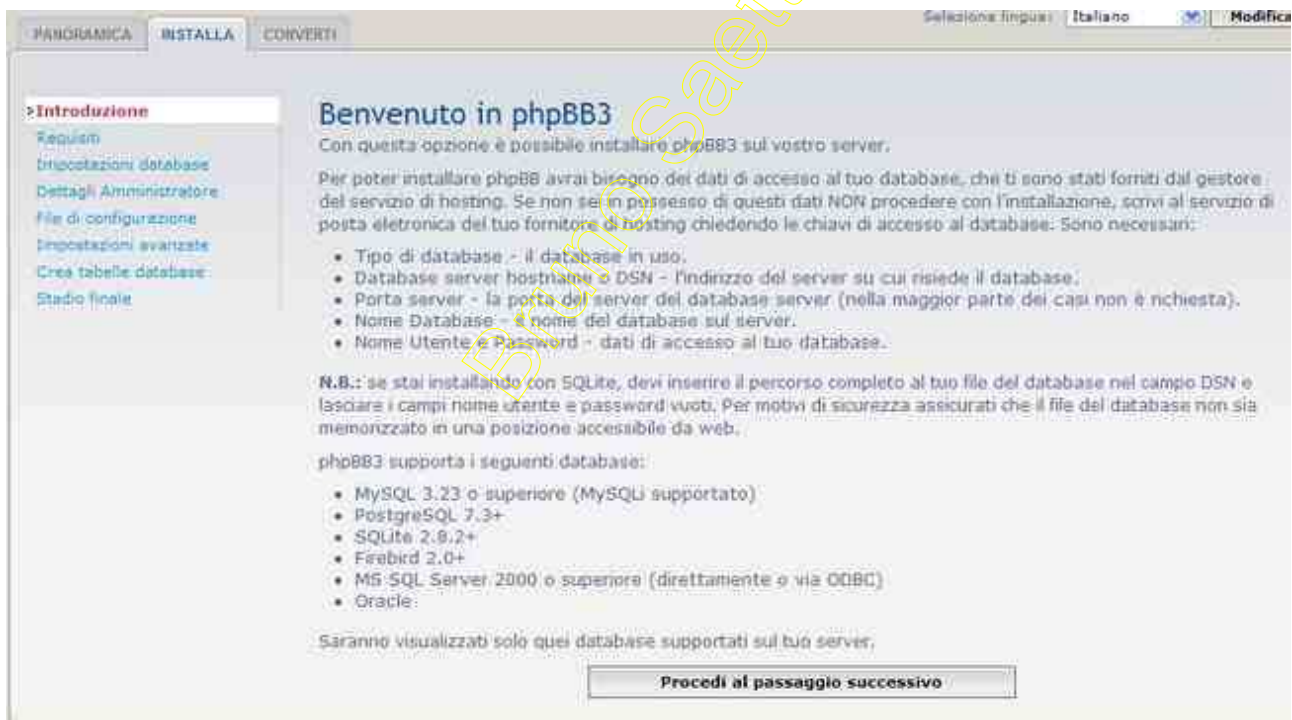 PANORAMICA INSTALLA CONVERTI
Selezione lingua: Italiano Modifica
>Introduzione
Requisiti
Impostazioni database
Dettagli Amministratore
File di configurazione
Impostazioni avanzate
Crea tabelle database
Stadio finale
Benvenuto in phpBB3
Con questa opzione è possibile installare phpBB3 sul vostro server.
Per poter installare phpBB avrai bisogno dei dati di accesso al tuo database, che ti sono stati forniti dal gestore
del servizio di hosting. Se non sei in possesso di questi dati NON procedere con l'installazione, scrivi al servizio di
posta eletronica del tuo fornitore di hosting chiedendo le chiavi di accesso al database. Sono necessari:
• Tipo di database - il database in uso.
• Database server hostname o DSN - l'indirizzo del server su cui risiede il database.
• Porta server - la porta del server del database server (nella maggior parte dei casi non è richiesta).
• Nome Database - il nome del database sul server.
• Nome Utente e Password - dati di accesso al tuo database.
N.B.: se stai installando con SQLite, devi inserire il percorso completo al tuo file del database nel campo DSN e
lasciare i campi nome utente e password vuoti. Per motivi di sicurezza assicurati che il file del database non sia
memorizzato in una posizione accessibile da web.
phpBB3 supporta i seguenti database:
• MySQL 3.23 o superiore (MySQLi supportato)
• PostgreSQL 7.3+
• SQLite 2.8.2+
• Firebird 2.0+
• MS SQL Server 2000 o superiore (direttamente o via ODBC)
• Oracle
Saranno visualizzati solo quei database supportati sul tuo server.
Procedi al passaggio successivo
Bruno